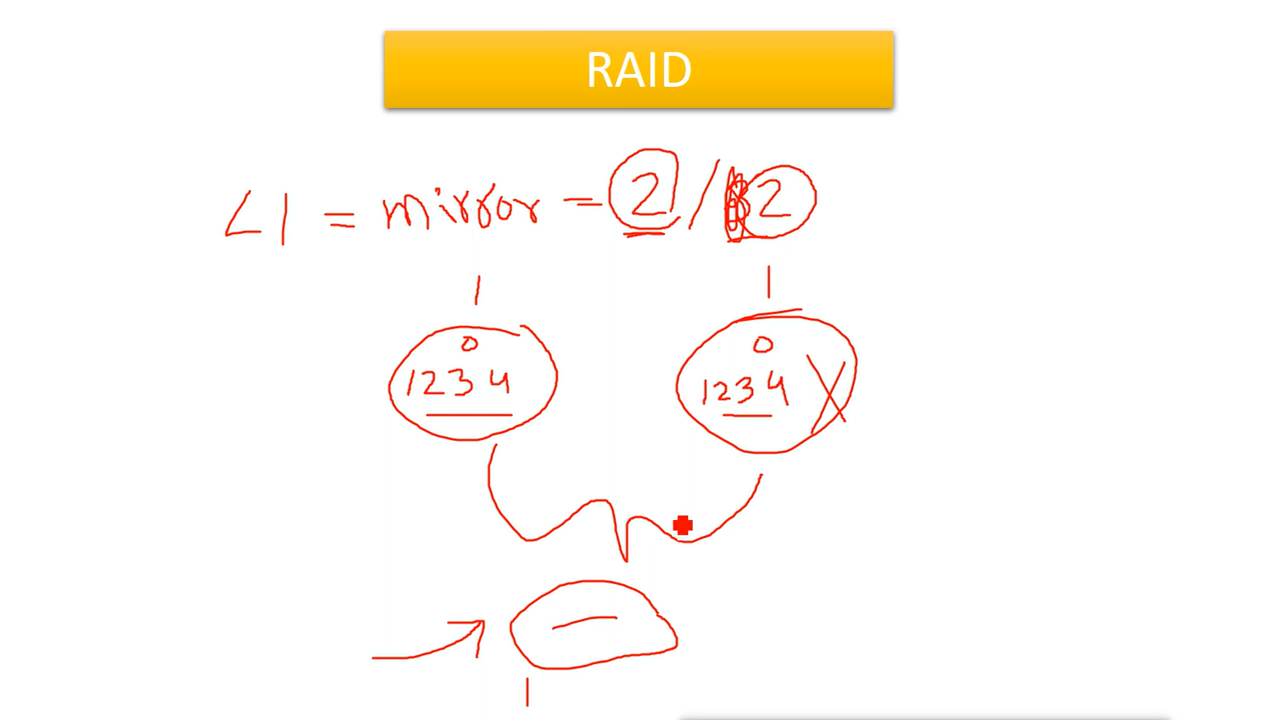 RAID
L1 = mirror = 2/2
1 1
0 0
1234 1234 X
1